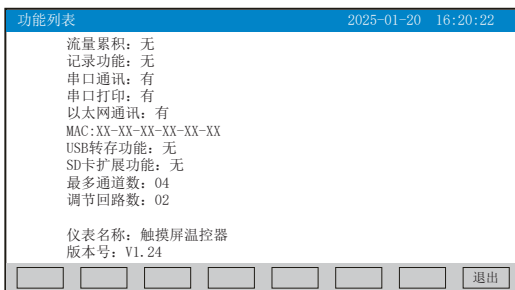 功能列表 2025-01-20 16:20:22
流量累积：无
记录功能：无
串口通讯：有
串口打印：有
以太网通讯：有
MAC:XX-XX-XX-XX-XX-XX
USB转存功能：无
SD卡扩展功能：无
最多通道数：04
调节回路数：02
仪表名称：触摸屏温控器
版本号：V1.24
退出